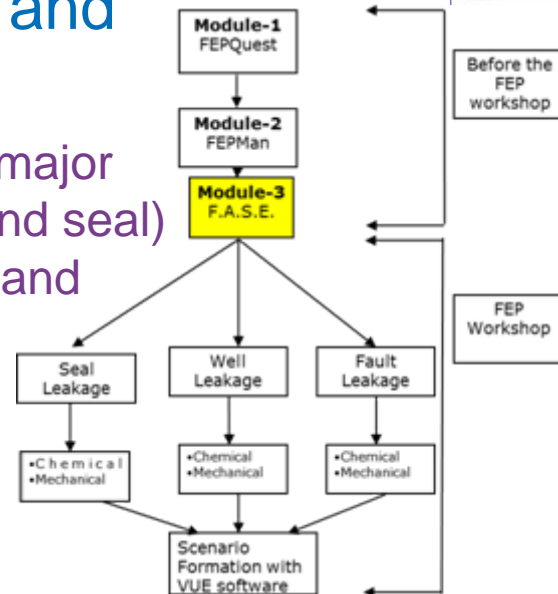 and
major
nd seal)
and
Module-1
FEPQuest
Module-2
FEPMan
Module-3
F.A.S.E.
Before the
FEP
workshop
FEP
Workshop
Seal
Leakage
Well
Leakage
Fault
Leakage
•Chemical
•Mechanical
•Chemical
•Mechanical
•Chemical
•Mechanical
Scenario
Formation with
VUE software